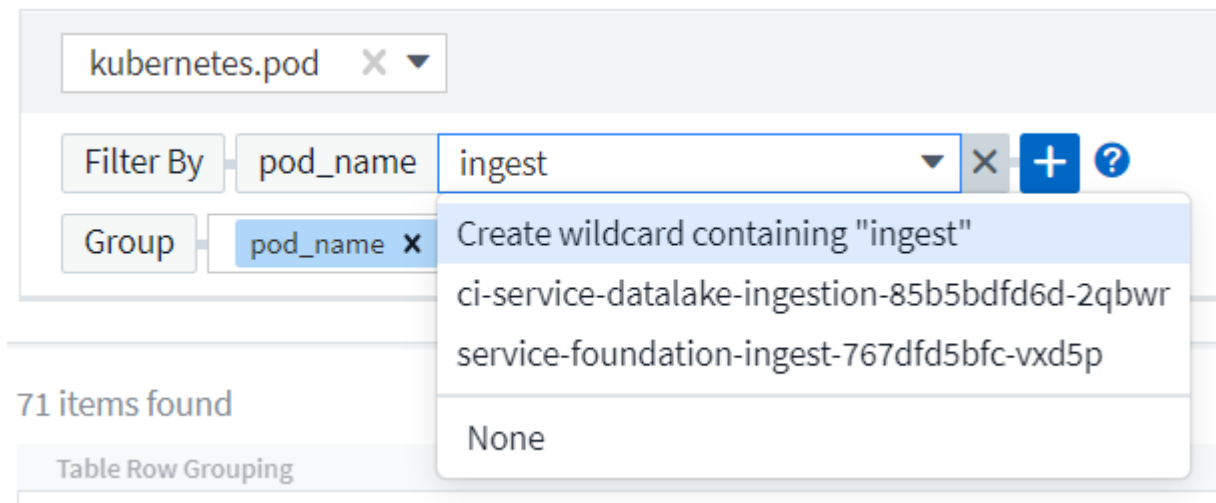 kubernetes.pod
Filter By pod_name ingest
Group pod_name
Create wildcard containing "ingest"
ci-service-datalake-ingestion-85b5bdfd6d-2qbwr
service-foundation-ingest-767dfd5bfc-vxd5p
None
71 items found
Table Row Grouping